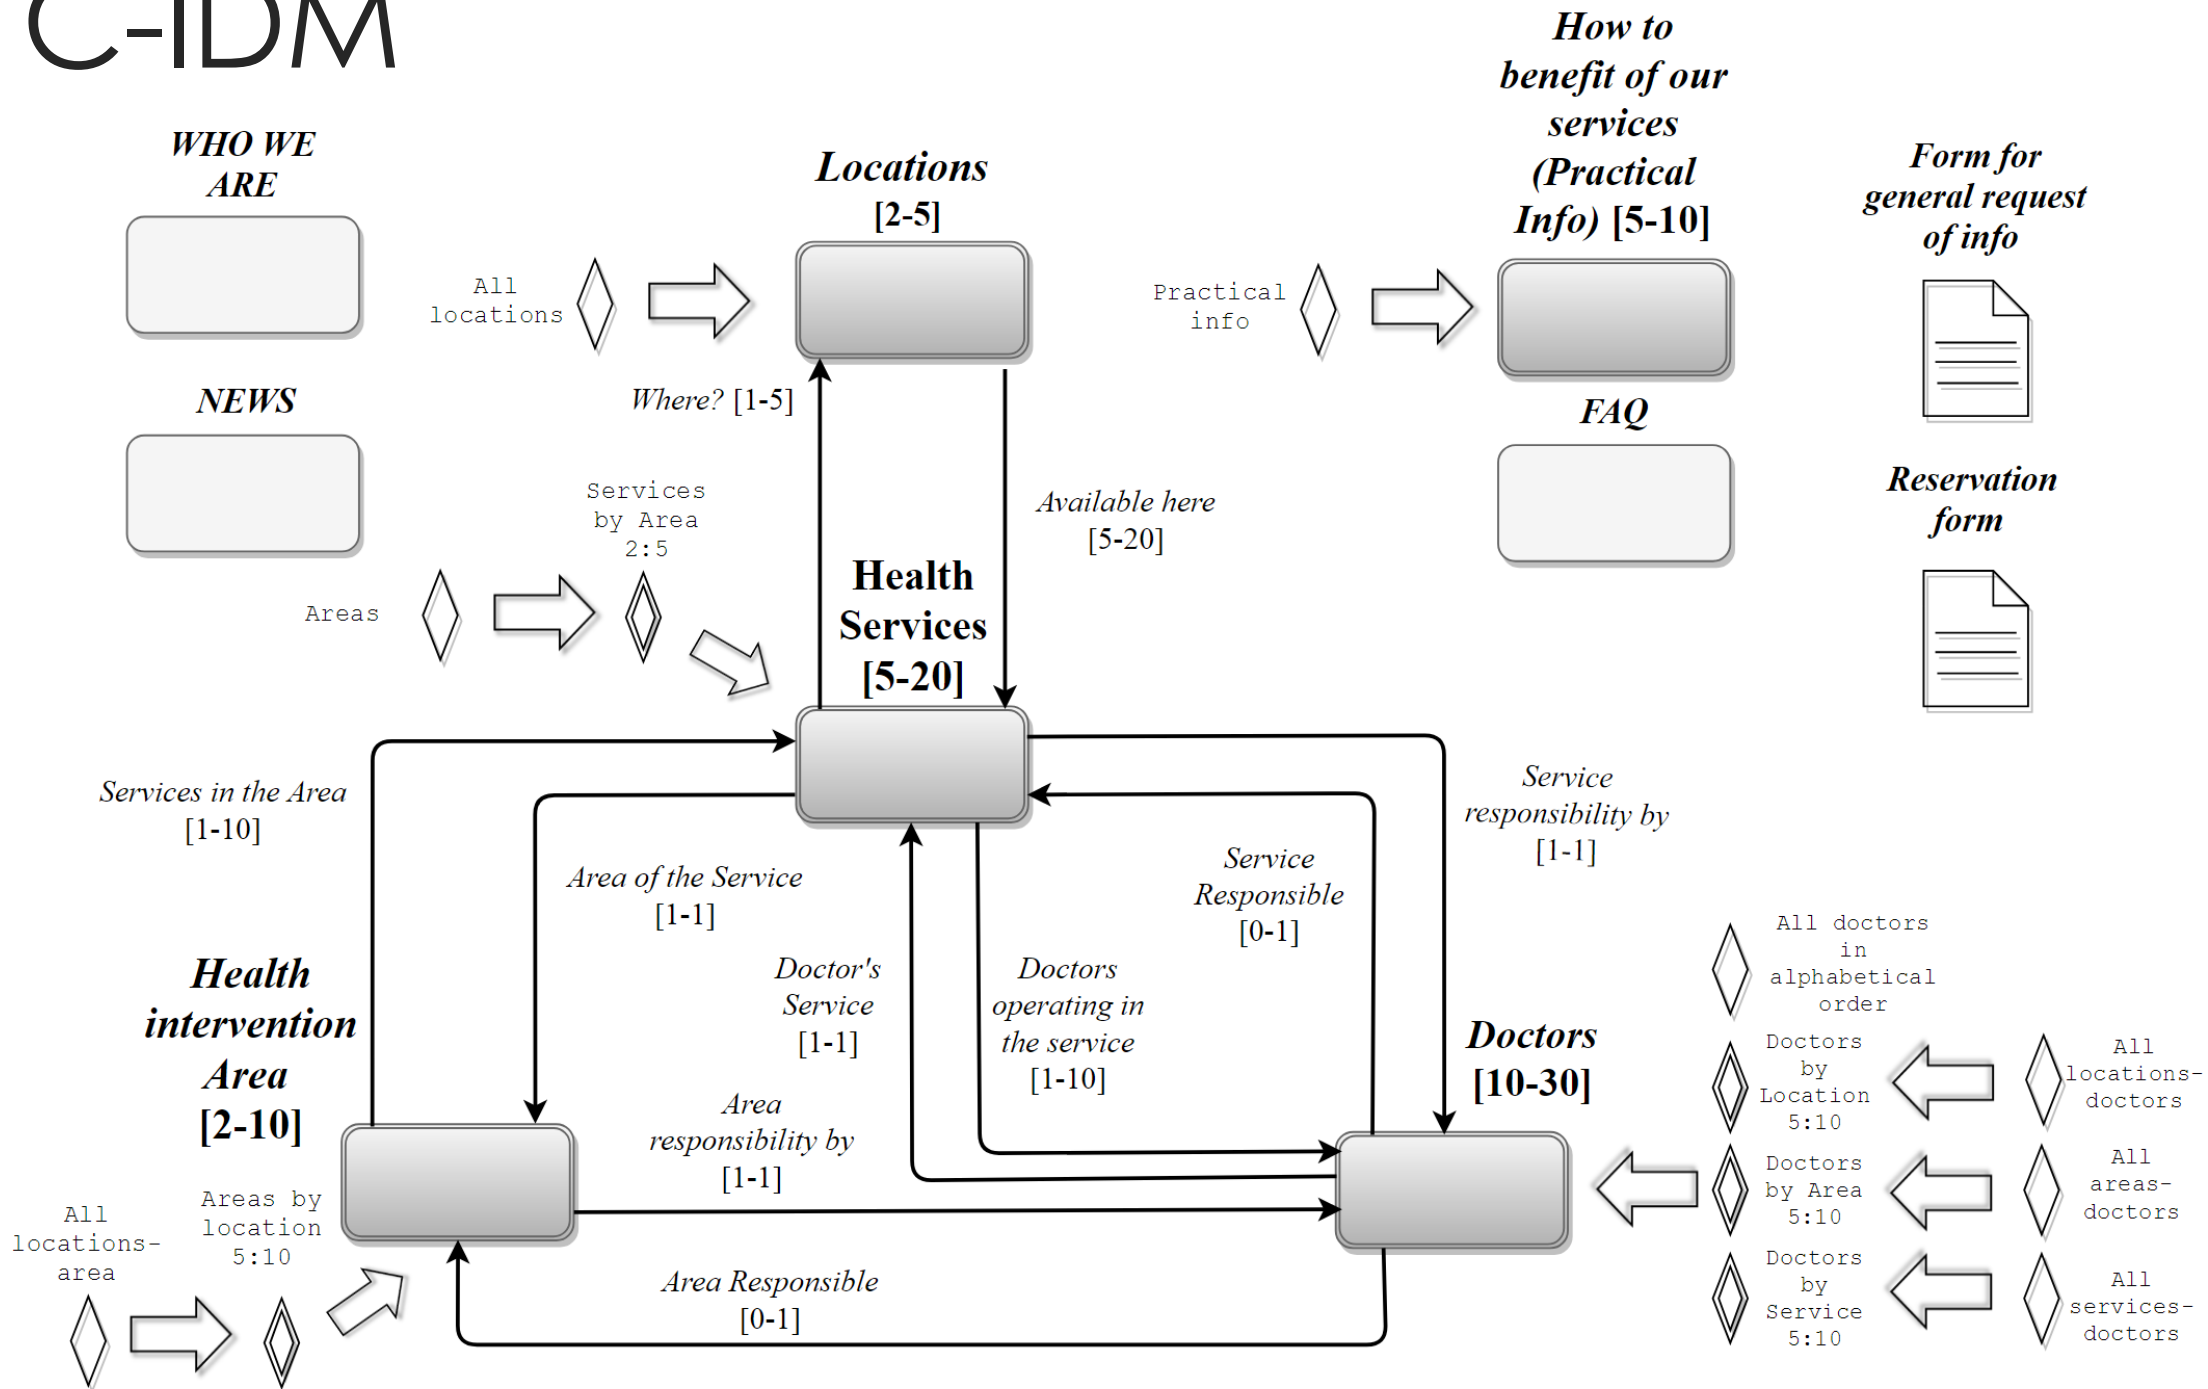 C-IDM
WHO WE
ARE
NEWS
Locations
[2-5]
All
locations
Where? [1-5]
Available here
[5-20]
How to
benefit of our
services
(Practical
Info) [5-10]
Practical
info
FAQ
Form for
general request
of info
Reservation
form
Areas
Services
by Area
2:5
Health
Services
[5-20]
Services in the Area
[1-10]
Area of the Service
[1-1]
Doctor's
Service
[1-1]
Doctors
operating in
the service
[1-10]
Service
Responsible
[0-1]
Service
responsibility by
[1-1]
Health
intervention
Area
[2-10]
Area
responsibility by
[1-1]
Area Responsible
[0-1]
All
locations-
area
Areas by
location
5:10
Doctors
[10-30]
All doctors
in
alphabetical
order
Doctors
by
Location
5:10
All
locations-
doctors
Doctors
by Area
5:10
All
areas-
doctors
Doctors
by
Service
5:10
All
services-
doctors